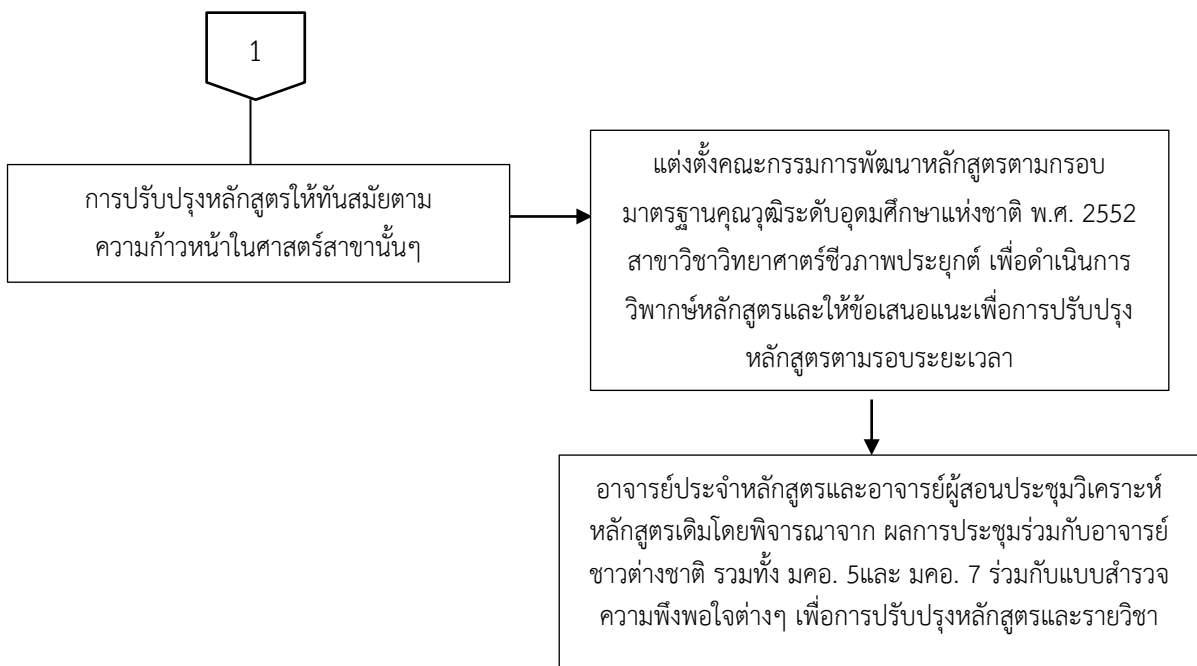 1
การปรับปรุงหลักสูตรให้ทันสมัยตาม
ความก้าวหน้าในศาสตร์สาขานั้นๆ
แต่งตั้งคณะกรรมการพัฒนาหลักสูตรตามกรอบ
มาตรฐานคุณวุฒิระดับอุดมศึกษาแห่งชาติ พ.ศ. 2552
สาขาวิชาวิทยาศาตร์ชีวภาพประยุกต์ เพื่อดำเนินการ
วิพากษ์หลักสูตรและให้ข้อเสนอแนะเพื่อการปรับปรุง
หลักสูตรตามรอบระยะเวลา
อาจารย์ประจำหลักสูตรและอาจารย์ผู้สอนประชุมวิเคราะห์
หลักสูตรเดิมโดยพิจารณาจาก ผลการประชุมร่วมกับอาจารย์
ชาวต่างชาติ รวมทั้ง มคอ. 5และ มคอ. 7 ร่วมกับแบบสำรวจ
ความพึงพอใจต่างๆ เพื่อการปรับปรุงหลักสูตรและรายวิชา